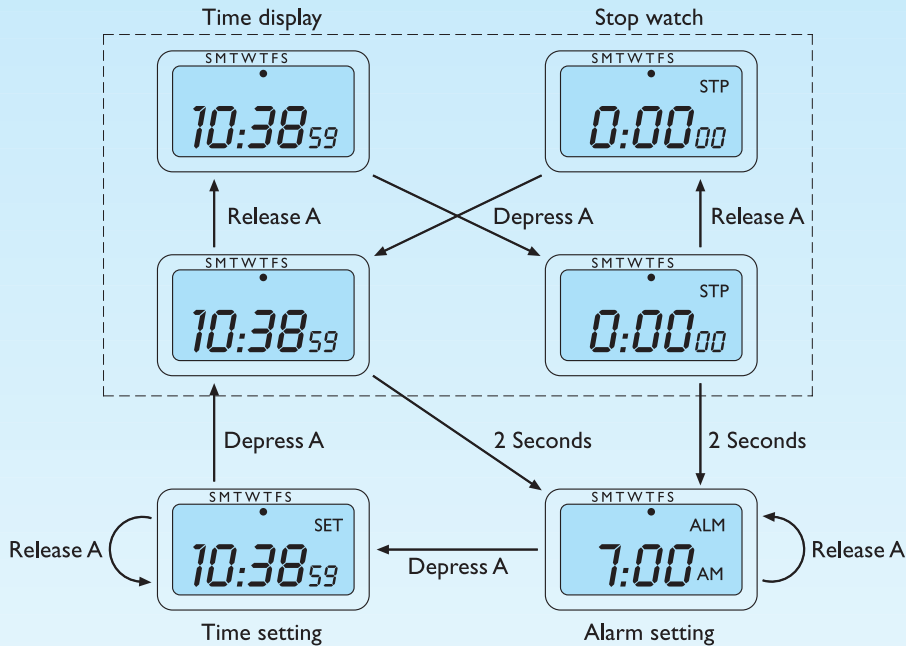 Time display
Stop watch
SMTWTFS
10:38 59
SMTWTFS
STP
0:00 00
Release A
Depress A
Release A
SMTWTFS
10:38 59
SMTWTFS
STP
0:00 00
Depress A
2 Seconds
2 Seconds
SMTWTFS
SET
10:38 59
SMTWTFS
ALM
7:00 AM
Release A
Depress A
Release A
Time setting
Alarm setting